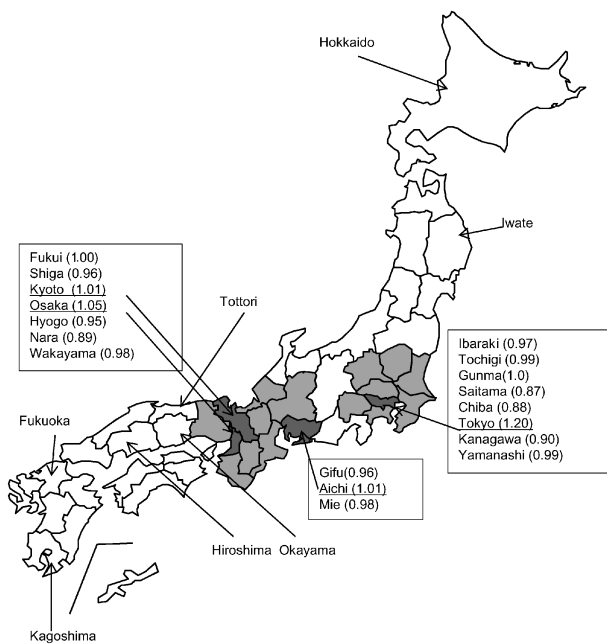 Hokkaido
Iwate
Fukui (1.00)
Shiga (0.96)
Kyoto (1.01)
Osaka (1.05)
Hyogo (0.95)
Nara (0.89)
Wakayama (0.98)
Tottori
Ibaraki (0.97)
Tochigi (0.99)
Gunma(1.0)
Saitama (0.87)
Chiba (0.88)
Tokyo (1.20)
Kanagawa (0.90)
Yamanashi (0.99)
Fukuoka
Gifu(0.96)
Aichi (1.01)
Mie (0.98)
Hiroshima Okayama
Kagoshima